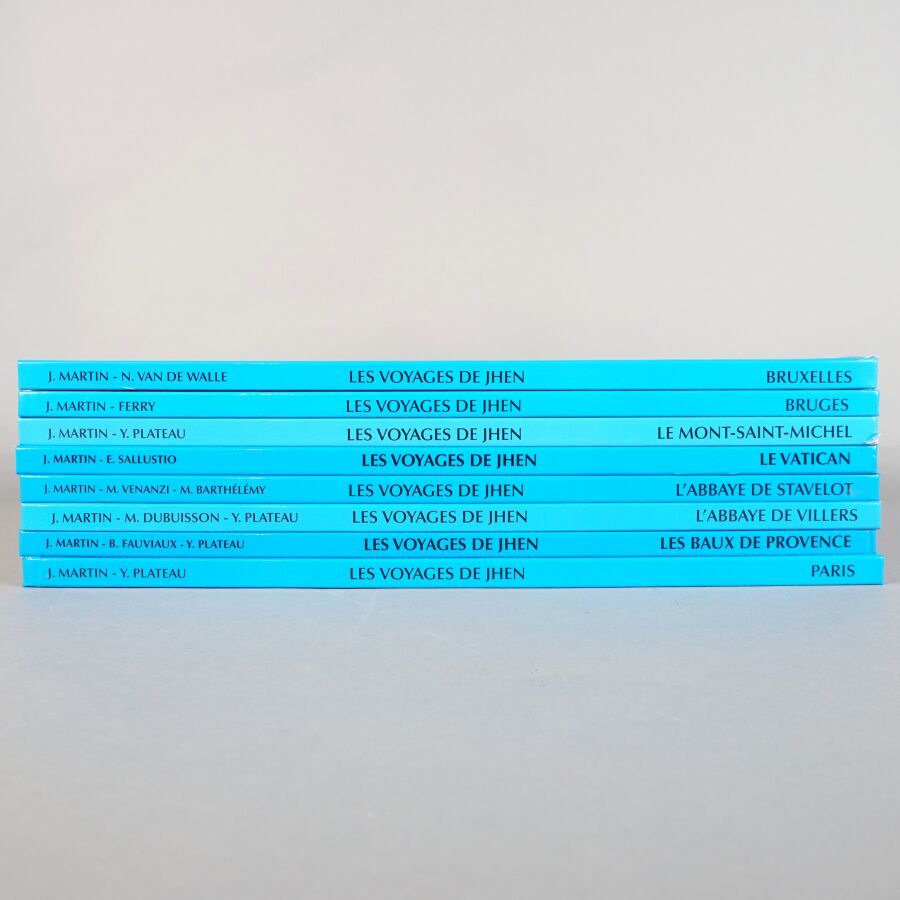 J. MARTIN - N. VAN DE WALLE LES VOYAGES DE JHEN BRUXELLES
J. MARTIN - FERRY LES VOYAGES DE JHEN BRUGES
J. MARTIN - Y. PLATEAU LES VOYAGES DE JHEN LE MONT-SAINT-MICHEL
J. MARTIN - E. SALLUSTIO LES VOYAGES DE JHEN LE VATICAN
J. MARTIN - M. VENANZI - M. BARTHÉLÉMY LES VOYAGES DE JHEN L'ABBAYE DE STAVELOT
J. MARTIN - M. DUBUISSON - Y. PLATEAU LES VOYAGES DE JHEN L'ABBAYE DE VILLERS
J. MARTIN - B. FAUVIAUX - Y. PLATEAU LES VOYAGES DE JHEN LES BAUX DE PROVENCE
J. MARTIN - Y. PLATEAU LES VOYAGES DE JHEN PARIS